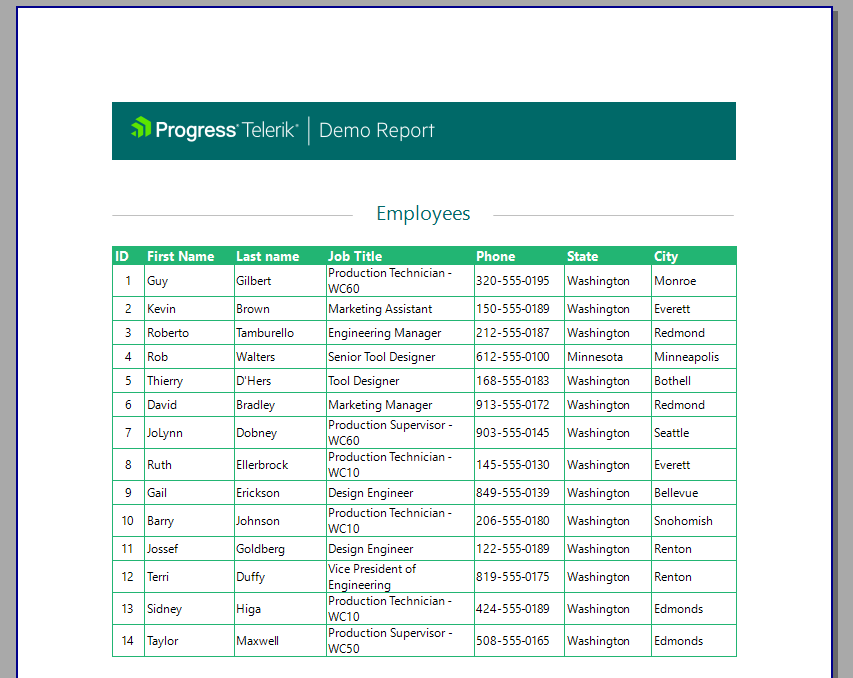 Progress Telerik | Demo Report
Employees
ID First Name Last name Job Title Phone State City
1 Guy Gilbert Production Technician - WC60 320-555-0195 Washington Monroe
2 Kevin Brown Marketing Assistant 150-555-0189 Washington Everett
3 Roberto Tamburello Engineering Manager 212-555-0187 Washington Redmond
4 Rob Walters Senior Tool Designer 612-555-0100 Minnesota Minneapolis
5 Thierry D'Hers Tool Designer 168-555-0183 Washington Bothell
6 David Bradley Marketing Manager 913-555-0172 Washington Redmond
7 JoLynn Dobney Production Supervisor - WC60 903-555-0145 Washington Seattle
8 Ruth Ellerbrock Production Technician - WC10 145-555-0130 Washington Everett
9 Gail Erickson Design Engineer 849-555-0139 Washington Bellevue
10 Barry Johnson Production Technician - WC10 206-555-0180 Washington Snohomish
11 Jossef Goldberg Design Engineer 122-555-0189 Washington Renton
12 Terri Duffy Vice President of Engineering 819-555-0175 Washington Renton
13 Sidney Higa Production Technician - WC10 424-555-0189 Washington Edmonds
14 Taylor Maxwell Production Supervisor - WC50 508-555-0165 Washington Edmonds